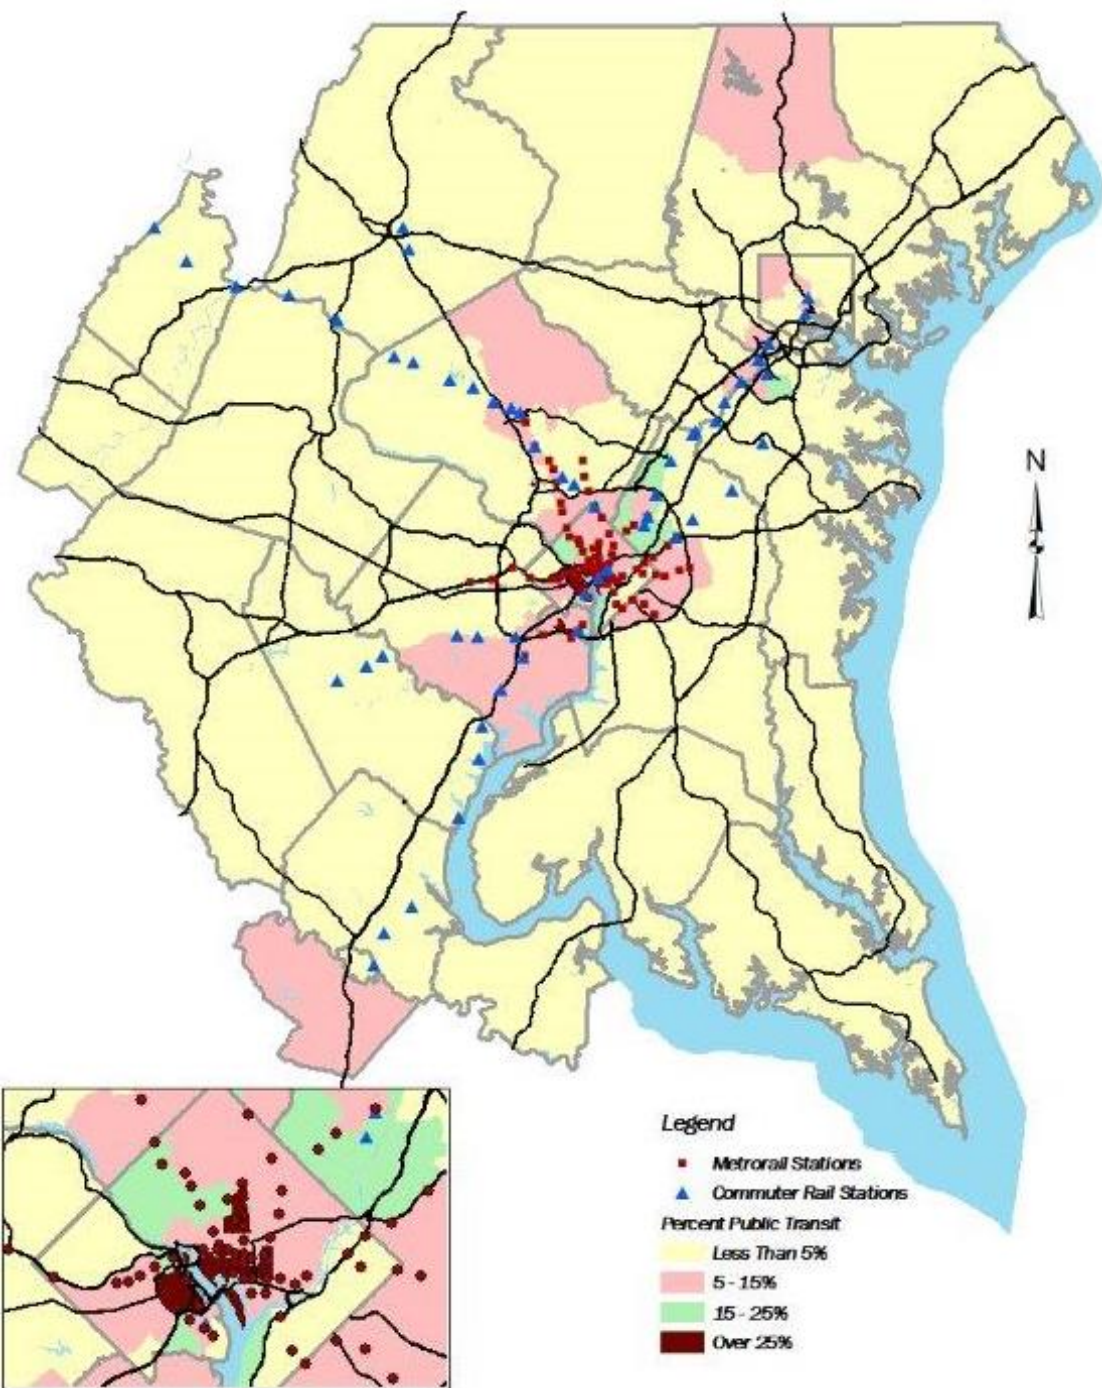 N
Legend
Metrorail Stations
Commuter Rail Stations
Percent Public Transit
Less Than 5%
5 - 15%
15 - 25%
Over 25%